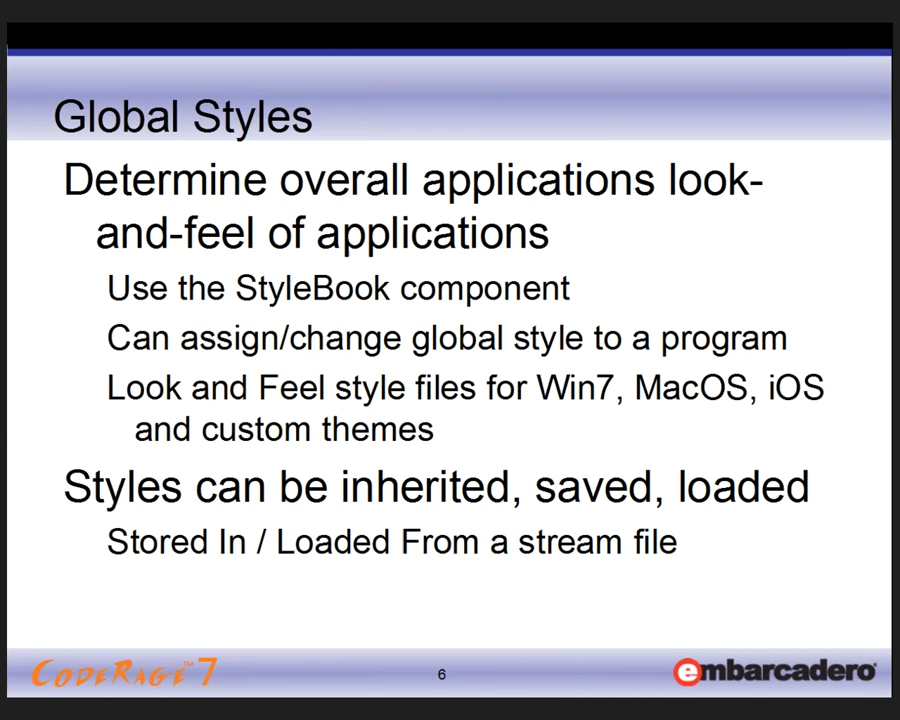 Global Styles
Determine overall applications look-
and-feel of applications
Use the StyleBook component
Can assign/change global style to a program
Look and Feel style files for Win7, MacOS, iOS
and custom themes
Styles can be inherited, saved, loaded
Stored In / Loaded From a stream file
CodeRage™ 7
6
embarcadero®